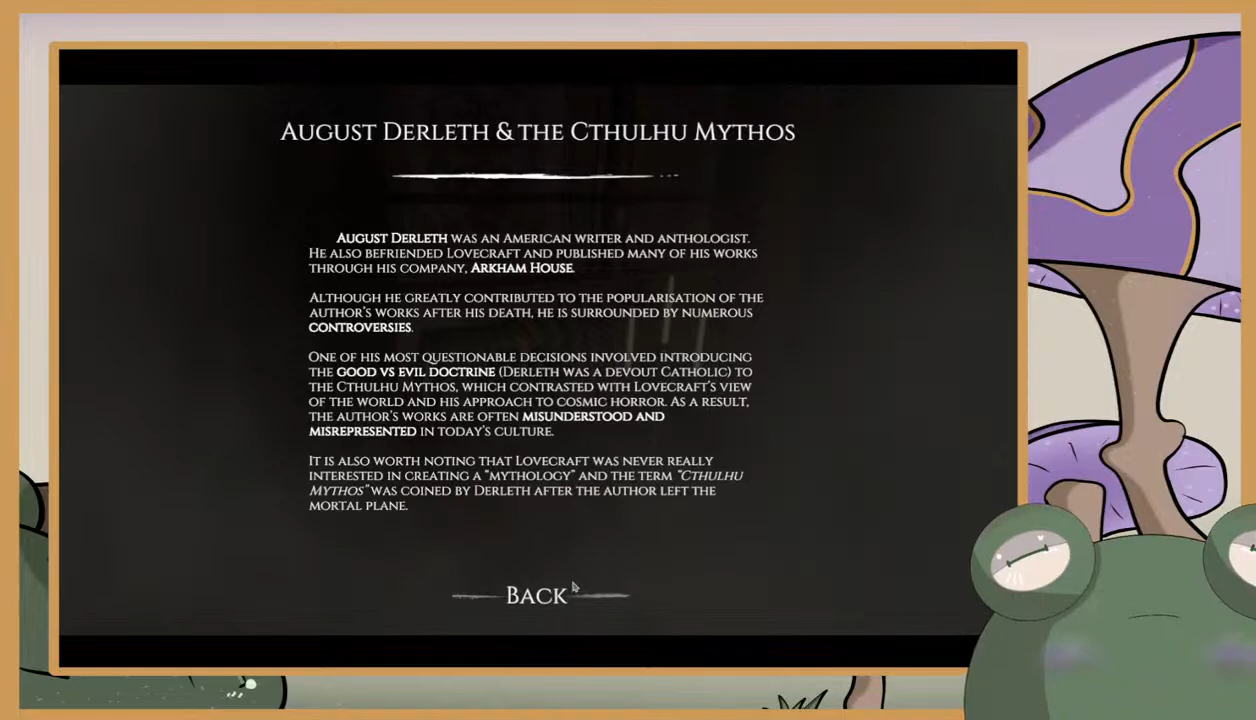 August Derleth & the Cthulhu Mythos
August Derleth was an American writer and anthologist.
He also befriended Lovecraft and published many of his works
through his company, Arkham House.
Although he greatly contributed to the popularisation of the
author's works after his death, he is surrounded by numerous
controversies.
One of his most questionable decisions involved introducing
the good vs evil doctrine (Derleth was a devout Catholic) to
the Cthulhu Mythos, which contrasted with Lovecraft's view
of the world and his approach to cosmic horror. As a result,
the author's works are often misunderstood and
misrepresented in today's culture.
It is also worth noting that Lovecraft was never really
interested in creating a "mythology" and the term "Cthulhu
Mythos" was coined by Derleth after the author left the
mortal plane.
Back